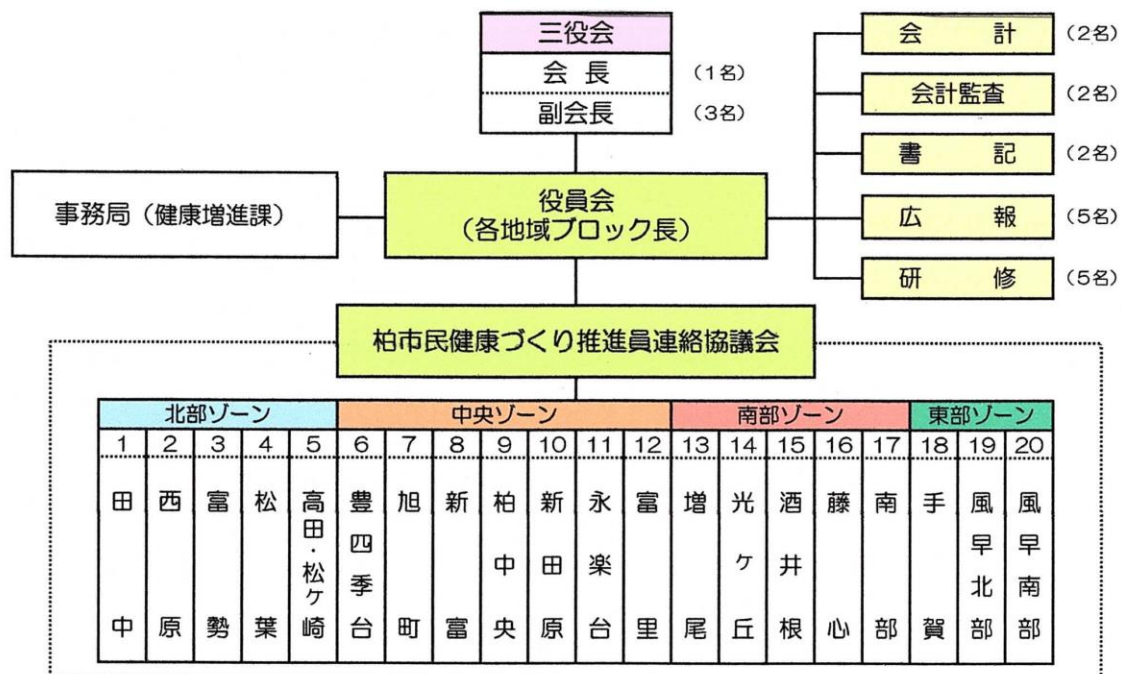 三役会
会長 (1名)
副会長 (3名)
会計 (2名)
会計監査 (2名)
書記 (2名)
広報 (5名)
研修 (5名)
事務局(健康増進課)
役員会
(各地域ブロック長)
柏市民健康づくり推進員連絡協議会
北部ゾーン 中央ゾーン 南部ゾーン 東部ゾーン
1 2 3 4 5 6 7 8 9 10 11 12 13 14 15 16 17 18 19 20
田中
西原
富勢
松葉
高田・松ケ崎
豊四季台
旭町
新富
柏中央
新田原
永楽台
富里
増尾
光ケ丘
酒井根
藤心
南部
手賀
風早北部
風早南部